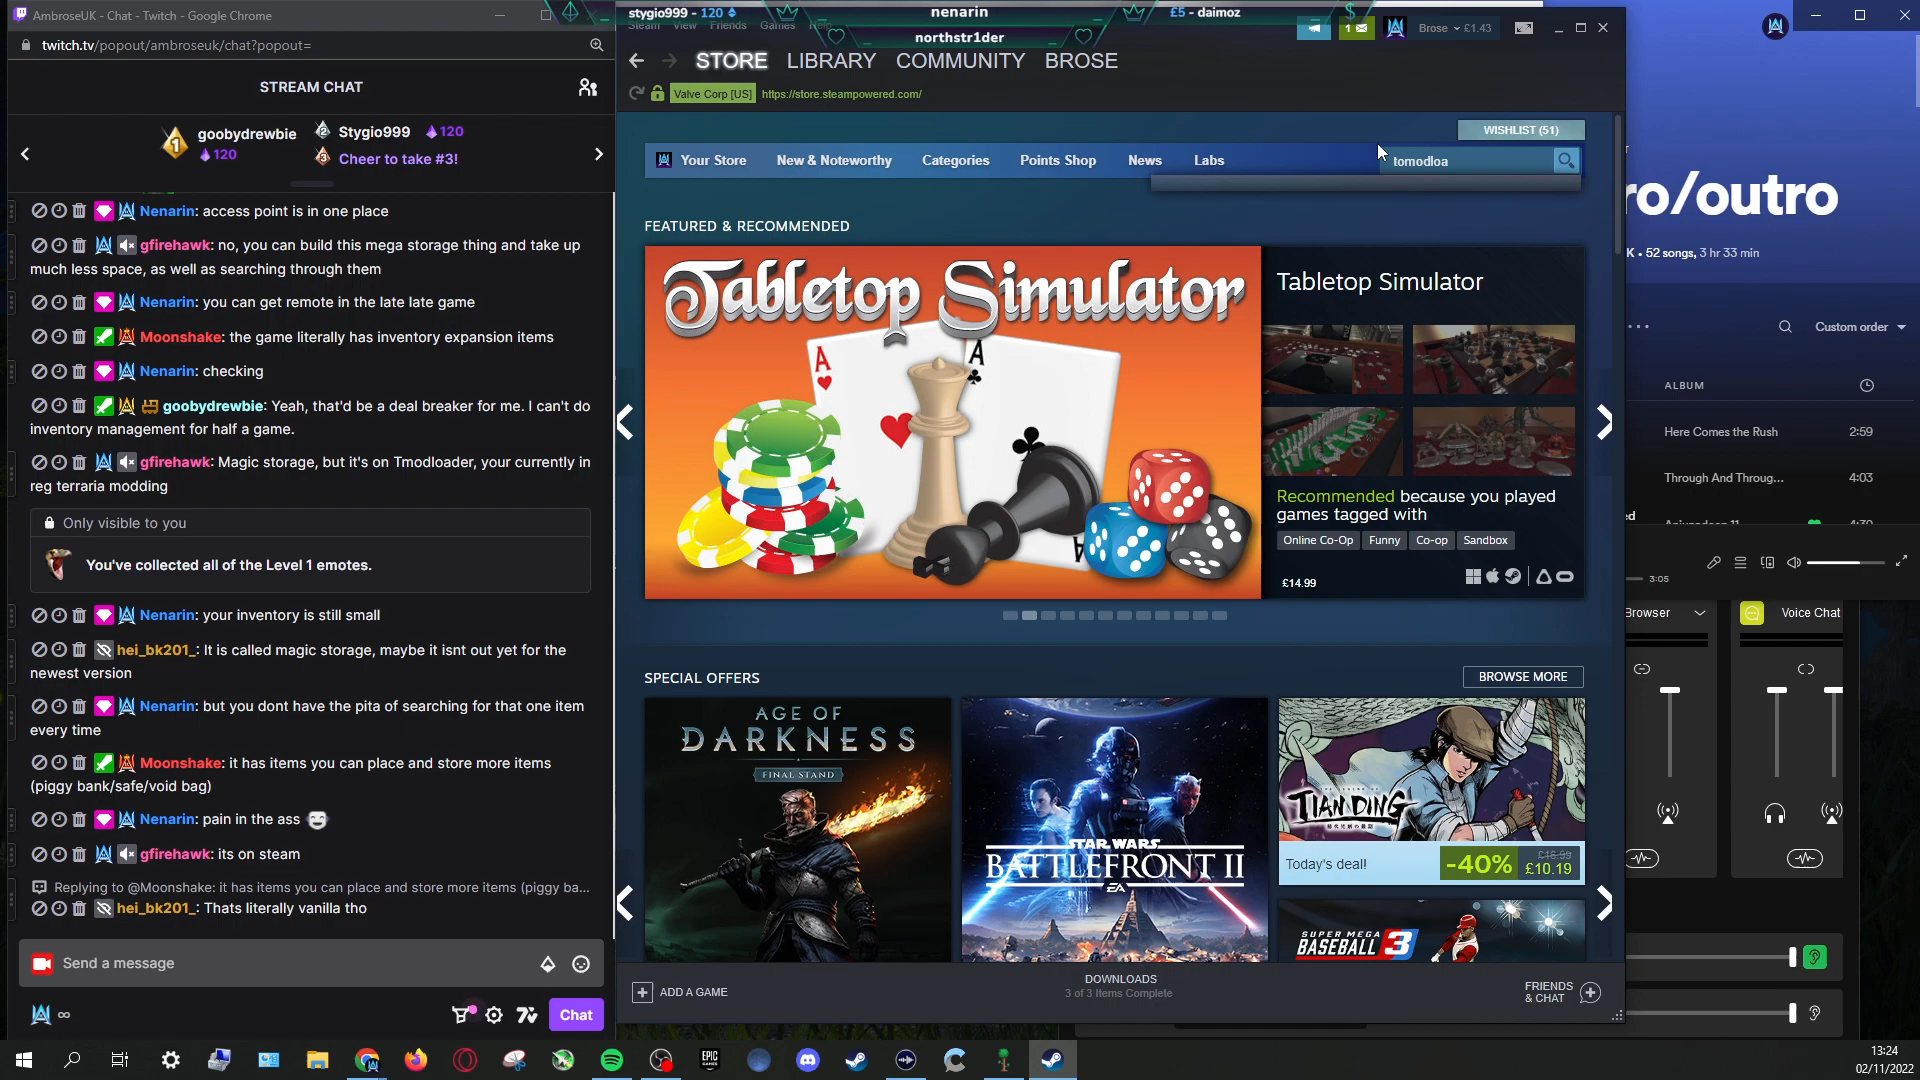 AmbroseUK - Chat - Twitch - Google Chrome
twitch.tv/popout/ambroseuk/chat?popout=
STREAM CHAT
1 goobydrewbie 120
2 Stygio999 120
3 Cheer to take #3!
Nenarin: access point is in one place
gfirehawk: no, you can build this mega storage thing and take up
much less space, as well as searching through them
Nenarin: you can get remote in the late late game
Moonshake: the game literally has inventory expansion items
Nenarin: checking
goobydrewbie: Yeah, that'd be a deal breaker for me. I can't do
inventory management for half a game.
gfirehawk: Magic storage, but it's on Tmodloader, your currently in
reg terraria modding
Only visible to you
You've collected all of the Level 1 emotes.
Nenarin: your inventory is still small
hei_bk201_: It is called magic storage, maybe it isnt out yet for the
newest version
Nenarin: but you dont have the pita of searching for that one item
every time
Moonshake: it has items you can place and store more items
(piggy bank/safe/void bag)
Nenarin: pain in the ass
gfirehawk: its on steam
Replying to @Moonshake: it has items you can place and store more items (piggy ba...
hei_bk201_: Thats literally vanilla tho
Send a message
Chat
stygio999 - 120
nenarin
£5 - daimoz
northstr1der
Steam View Friends Games Help
1
Brose £1.43
STORE LIBRARY COMMUNITY BROSE
Valve Corp [US] https://store.steampowered.com/
WISHLIST (51)
Your Store New & Noteworthy Categories Points Shop News Labs
tomodloa
FEATURED & RECOMMENDED
Tabletop Simulator
Tabletop Simulator
A
A
Recommended because you played
games tagged with
Online Co-Op Funny Co-op Sandbox
£14.99
SPECIAL OFFERS
BROWSE MORE
AGE OF
DARKNESS
FINAL STAND
STAR WARS
BATTLEFRONT II
EA
TIAN DING
Today's deal!
-40%
£16.99
£10.19
SUPER MEGA
BASEBALL 3
ADD A GAME
DOWNLOADS
3 of 3 Items Complete
FRIENDS
& CHAT
ro/outro
K • 52 songs, 3 hr 33 min
Custom order
ALBUM
Here Comes the Rush 2:59
Through And Throug... 4:03
3:05
Browser
Voice Chat
EPIC
GAMES
13:24
02/11/2022